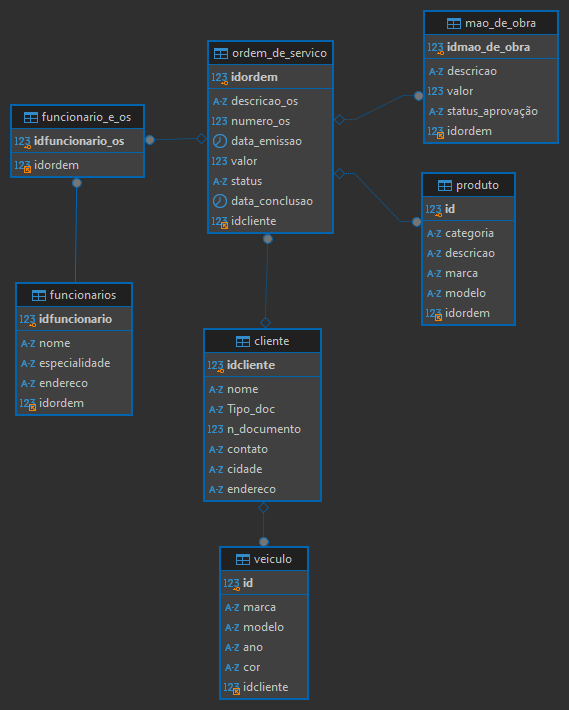 mao_de_obra
123 idmao_de_obra
A-Z descricao
123 valor
A-Z status_aprovação
123 idordem
ordem_de_servico
123 idordem
A-Z descricao_os
123 numero_os
data_emissao
123 valor
A-Z status
data_conclusao
123 idcliente
funcionario_e_os
123 idfuncionario_os
123 idordem
produto
123 id
A-Z categoria
A-Z descricao
A-Z marca
A-Z modelo
123 idordem
funcionarios
123 idfuncionario
A-Z nome
A-Z especialidade
A-Z endereco
123 idordem
cliente
123 idcliente
A-Z nome
A-Z Tipo_doc
123 n_documento
A-Z contato
A-Z cidade
A-Z endereco
veiculo
123 id
A-Z marca
A-Z modelo
A-Z ano
A-Z cor
123 idcliente